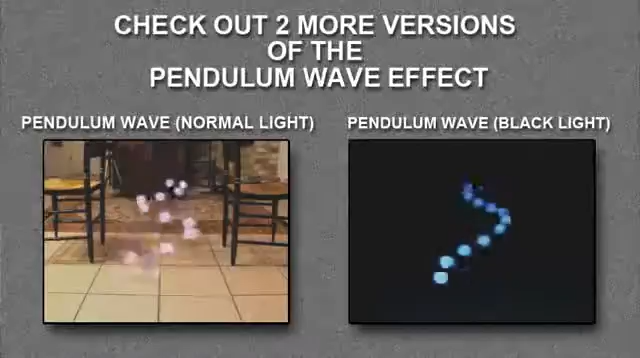 CHECK OUT 2 MORE VERSIONS
OF THE
PENDULUM WAVE EFFECT
PENDULUM WAVE (NORMAL LIGHT)
PENDULUM WAVE (BLACK LIGHT)